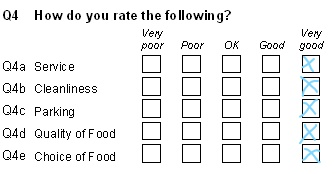 Q4 How do you rate the following?
Very poor Poor OK Good Very good
Q4a Service
Q4b Cleanliness
Q4c Parking
Q4d Quality of Food
Q4e Choice of Food